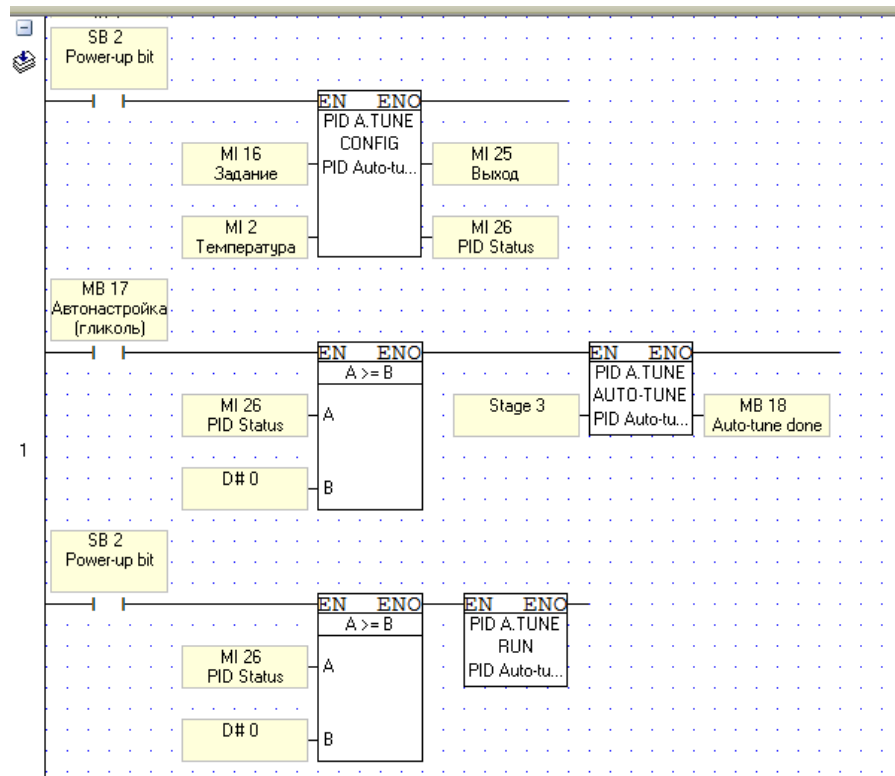 SB 2
Power-up bit
EN ENO
PID A.TUNE
CONFIG
PID Auto-tu...
MI 16
Задание
MI 25
Выход
MI 2
Температура
MI 26
PID Status
MB 17
Автонастройка
(гликоль)
EN ENO
A >= B
MI 26
PID Status
A
D# 0
B
Stage 3
EN ENO
PID A.TUNE
AUTO-TUNE
PID Auto-tu...
MB 18
Auto-tune done
1
SB 2
Power-up bit
EN ENO
A >= B
MI 26
PID Status
A
D# 0
B
EN ENO
PID A.TUNE
RUN
PID Auto-tu...